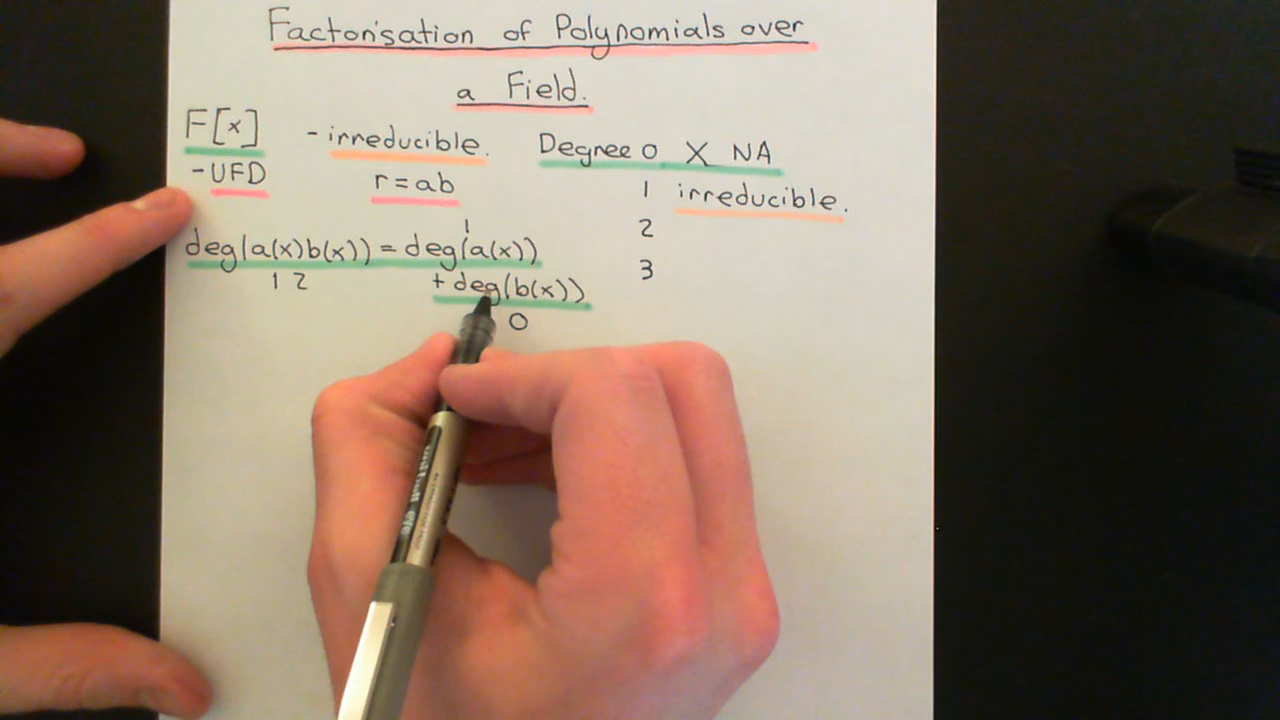 Factorisation of Polynomials over
a Field.
F[x] - irreducible. Degree 0 X NA
- UFD r = ab 1 irreducible.
1 2
deg(a(x)b(x)) = deg(a(x)) 3
1 2 + deg(b(x))
0